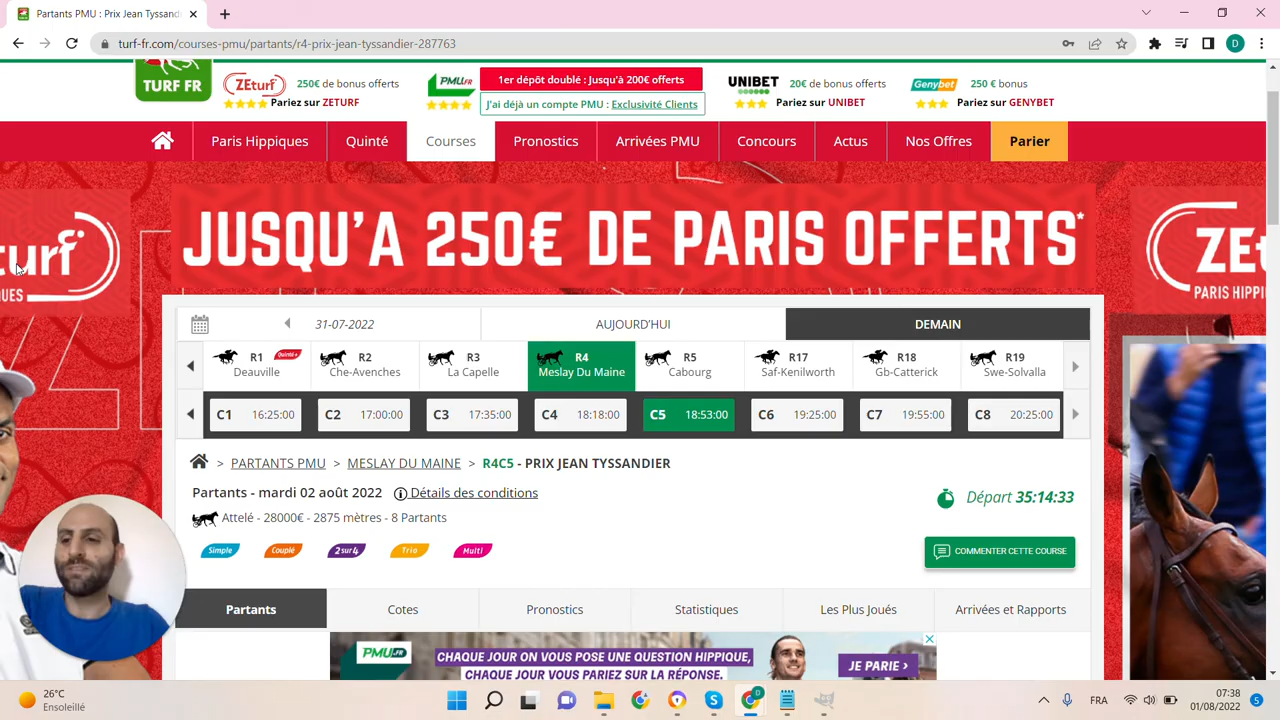 Partants PMU : Prix Jean Tyssandi
turf-fr.com/courses-pmu/partants/r4-prix-jean-tyssandier-287763
D
TURF FR
ZEturf
250€ de bonus offerts
Pariez sur ZETURF
PMU.FR
1er dépôt doublé : Jusqu'à 200€ offerts
J'ai déjà un compte PMU : Exclusivité Clients
UNIBET
20€ de bonus offerts
Pariez sur UNIBET
Genybet
250 € bonus
Pariez sur GENYBET
Paris Hippiques
Quinté
Courses
Pronostics
Arrivées PMU
Concours
Actus
Nos Offres
Parier
JUSQU'A 250€ DE PARIS OFFERTS*
turf
QUES
ZEt
PARIS HIPPI
31-07-2022
AUJOURD'HUI
DEMAIN
R1 Quinté+
Deauville
R2
Che-Avenches
R3
La Capelle
R4
Meslay Du Maine
R5
Cabourg
R17
Saf-Kenilworth
R18
Gb-Catterick
R19
Swe-Solvalla
C1 16:25:00
C2 17:00:00
C3 17:35:00
C4 18:18:00
C5 18:53:00
C6 19:25:00
C7 19:55:00
C8 20:25:00
> PARTANTS PMU > MESLAY DU MAINE > R4C5 - PRIX JEAN TYSSANDIER
Partants - mardi 02 août 2022 Détails des conditions
Départ 35:14:33
Attelé - 28000€ - 2875 mètres - 8 Partants
Simple
Couplé
2sur4
Trio
Multi
COMMENTER CETTE COURSE
Partants
Cotes
Pronostics
Statistiques
Les Plus Joués
Arrivées et Rapports
PMU.FR
CHAQUE JOUR ON VOUS POSE UNE QUESTION HIPPIQUE,
CHAQUE JOUR VOUS PARIEZ SUR LA RÉPONSE.
JE PARIE >
26°C
Ensoleillé
D
FRA
07:38
01/08/2022
5